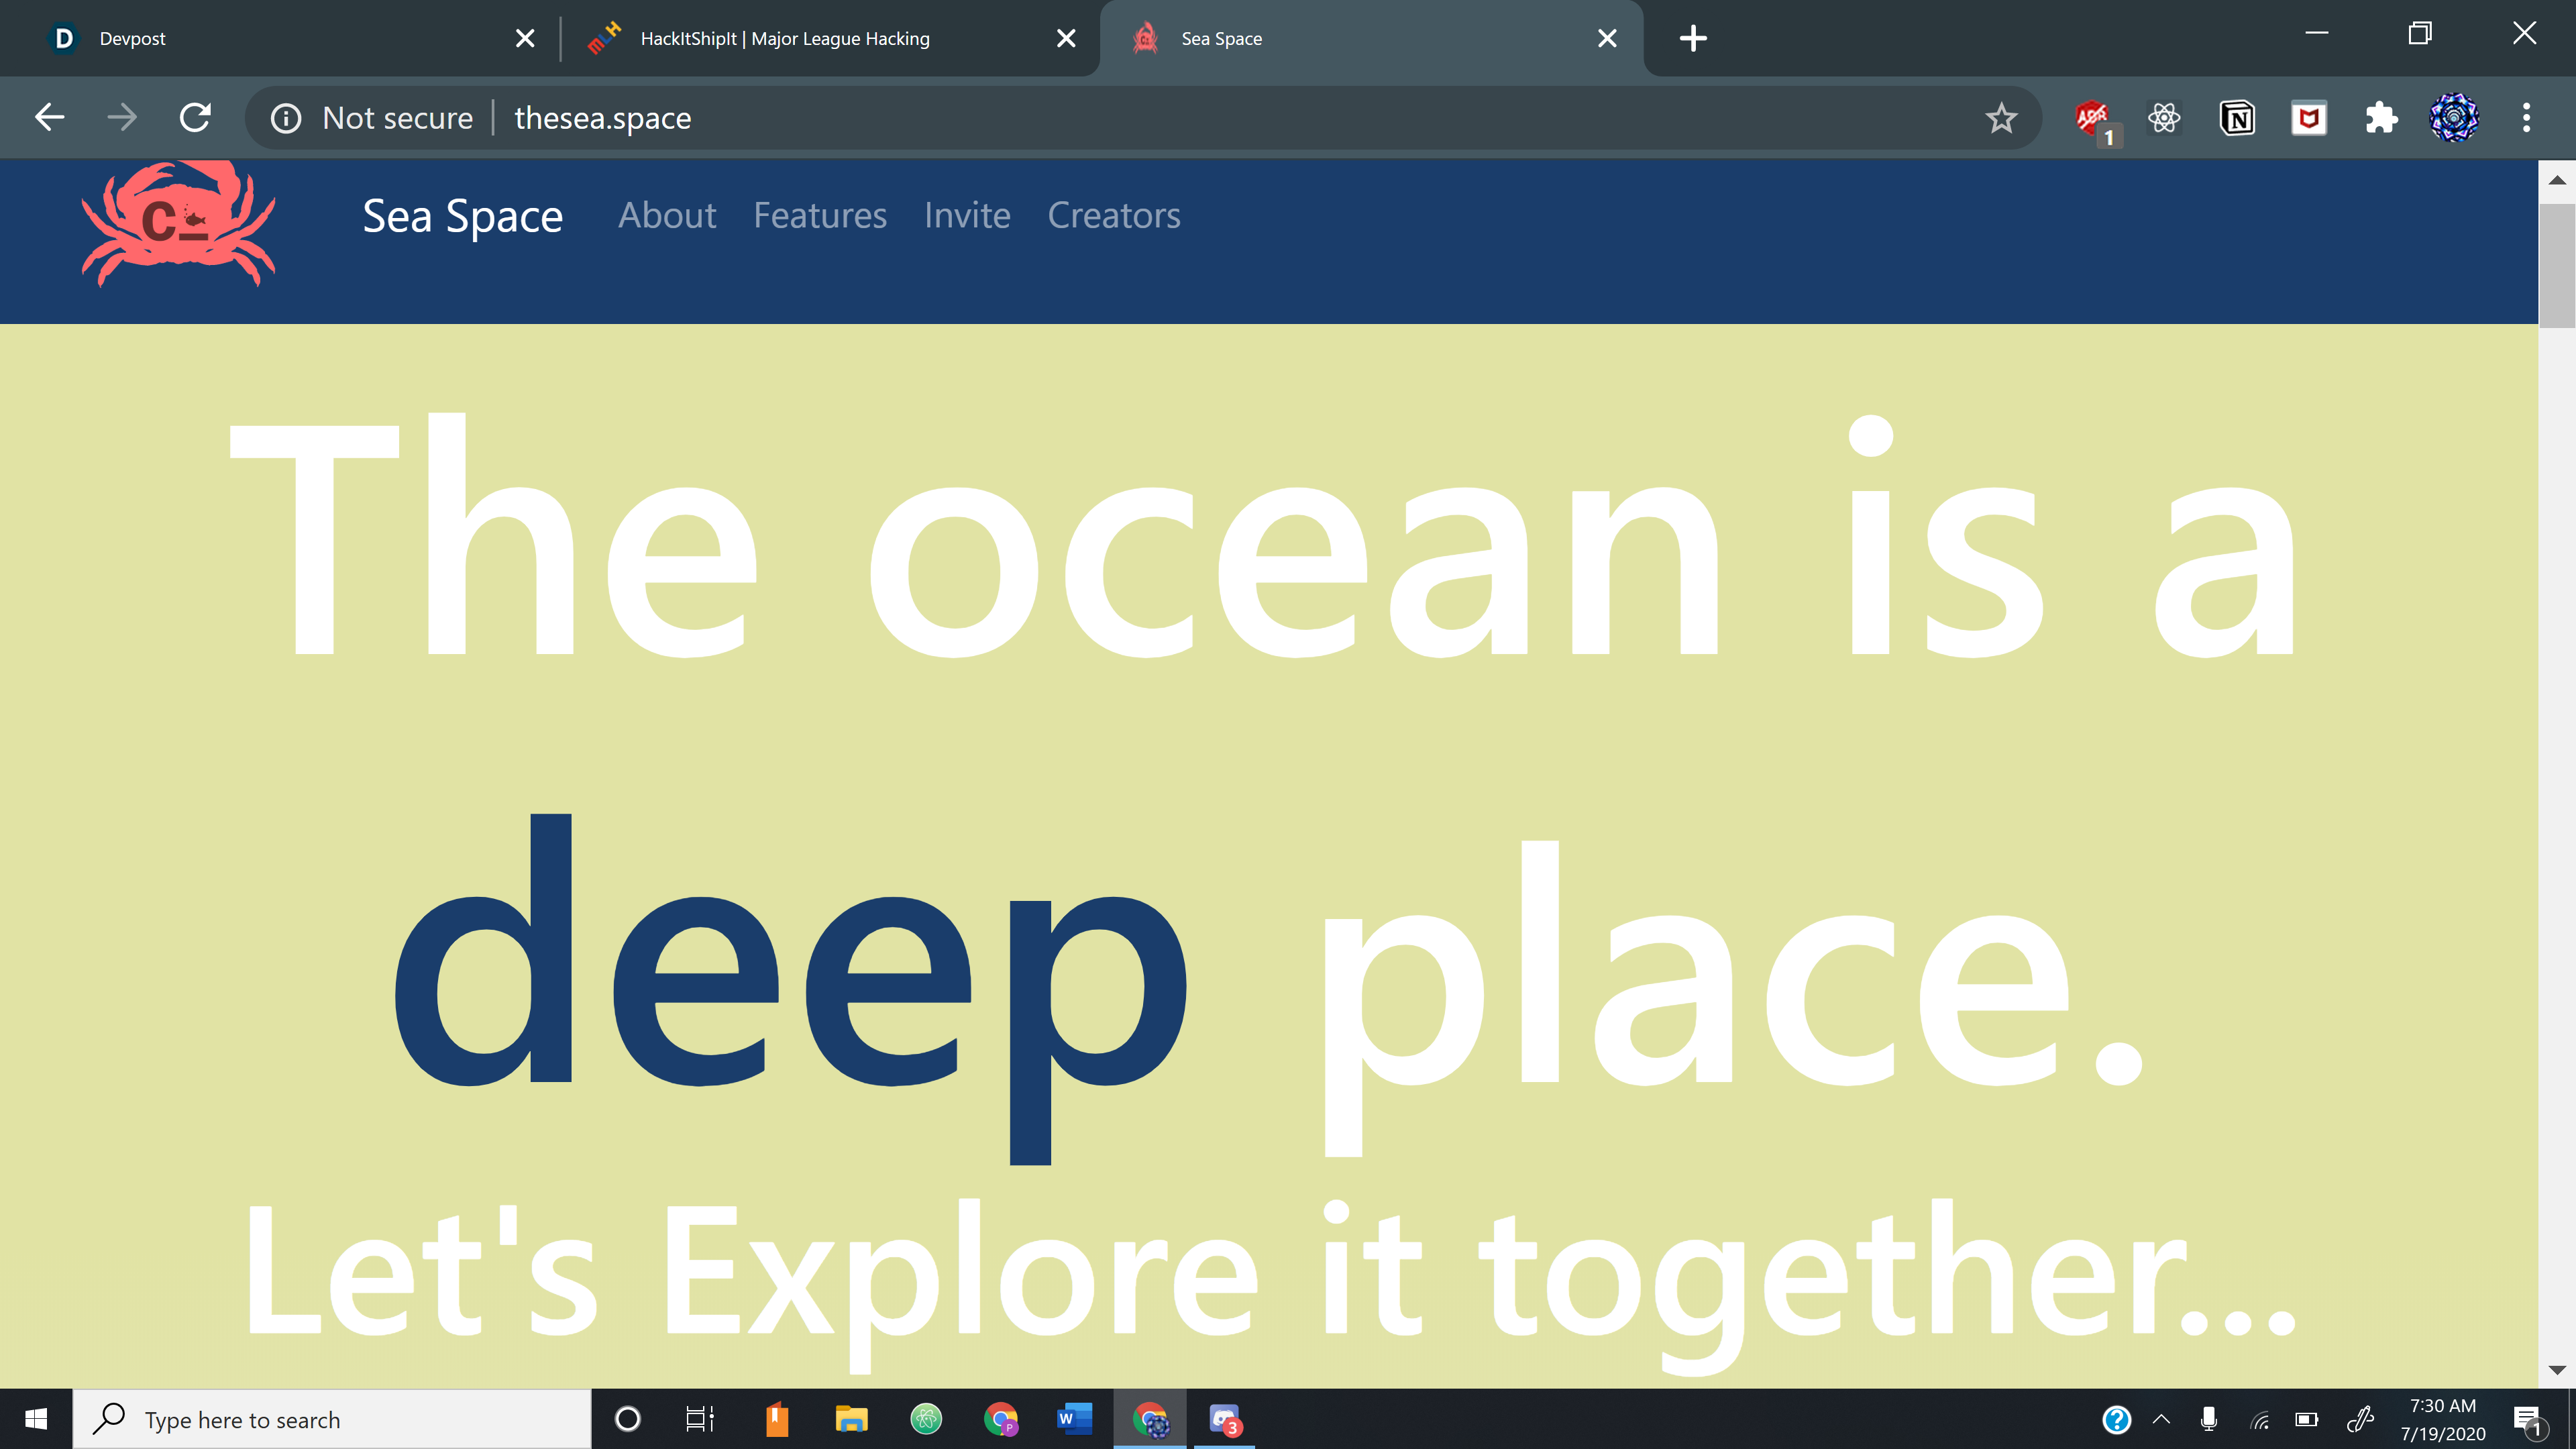 Devpost
HackItShipIt | Major League Hacking
Sea Space
Not secure
thesea.space
ABP
1
C
Sea Space
About
Features
Invite
Creators
The ocean is a
deep place.
Let's Explore it together...
Type here to search
3
7:30 AM
7/19/2020
1